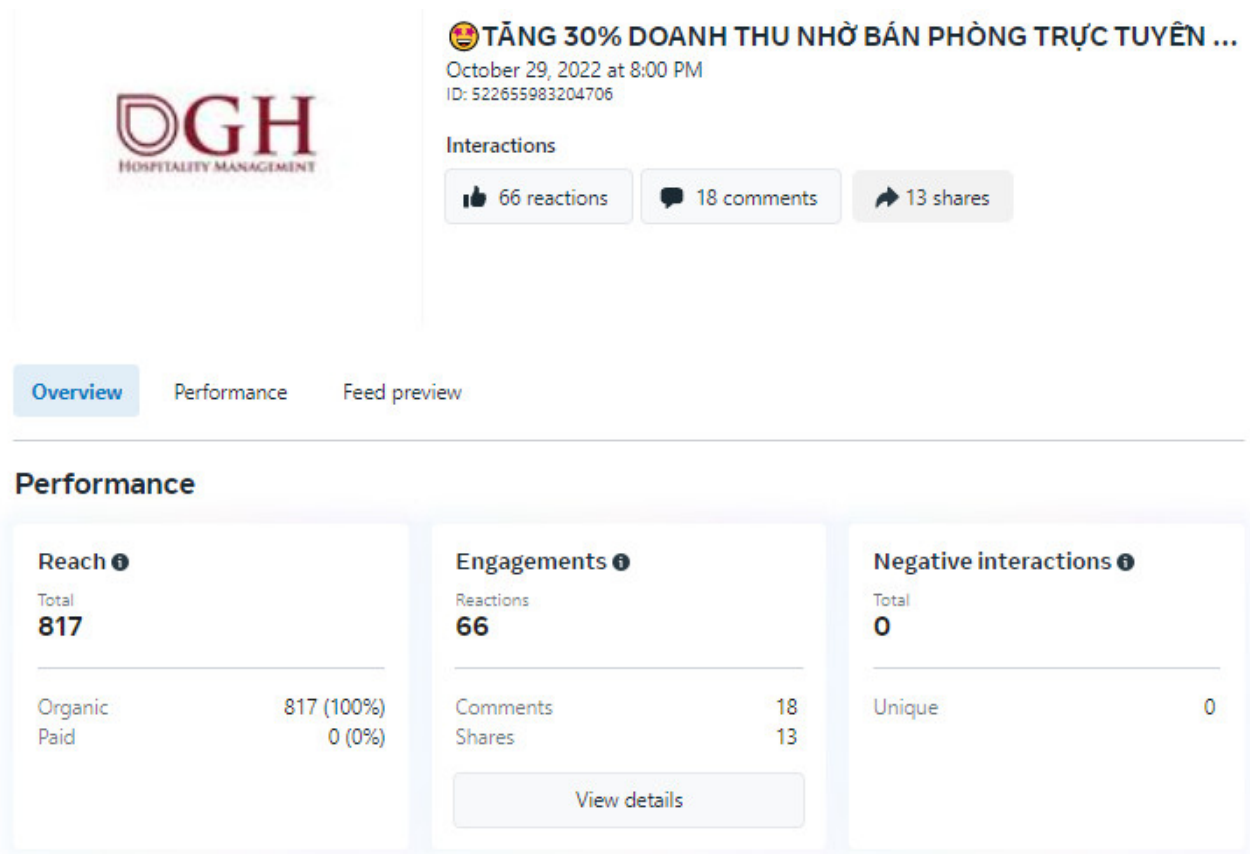 DGH
HOSPITALITY MANAGEMENT
🤩TĂNG 30% DOANH THU NHỜ BÁN PHÒNG TRỰC TUYẾN ...
October 29, 2022 at 8:00 PM
ID: 522655983204706
Interactions
66 reactions
18 comments
13 shares
Overview
Performance
Feed preview
Performance
Reach
Total
817
Organic 817 (100%)
Paid 0 (0%)
Engagements
Reactions
66
Comments 18
Shares 13
View details
Negative interactions
Total
0
Unique 0